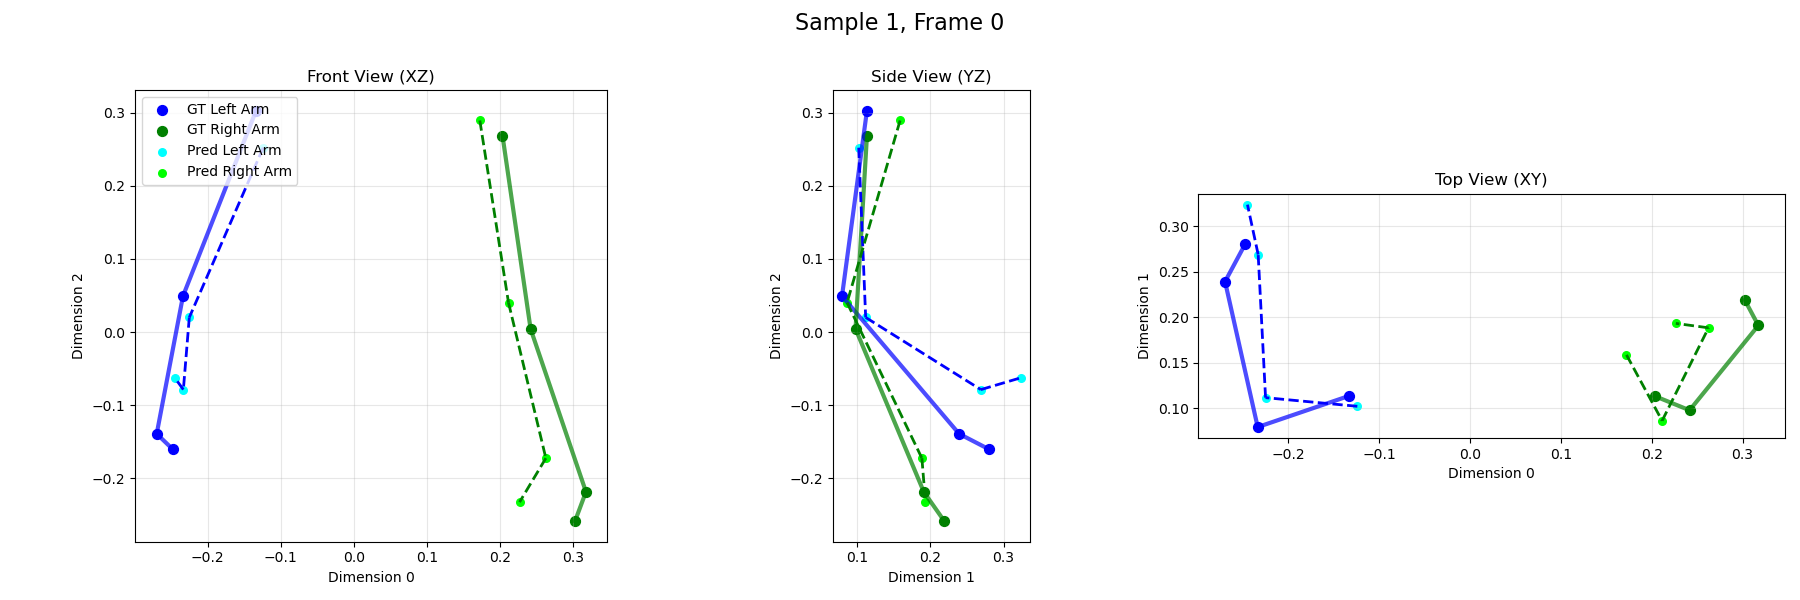 Sample 1, Frame 0
Front View (XZ)
GT Left Arm
GT Right Arm
Pred Left Arm
Pred Right Arm
0.3
0.2
0.1
0.0
−0.1
−0.2
Dimension 2
−0.2
−0.1
0.0
0.1
0.2
0.3
Dimension 0
Side View (YZ)
0.3
0.2
0.1
0.0
−0.1
−0.2
Dimension 2
0.1
0.2
0.3
Dimension 1
Top View (XY)
0.30
0.25
0.20
0.15
0.10
Dimension 1
−0.2
−0.1
0.0
0.1
0.2
0.3
Dimension 0